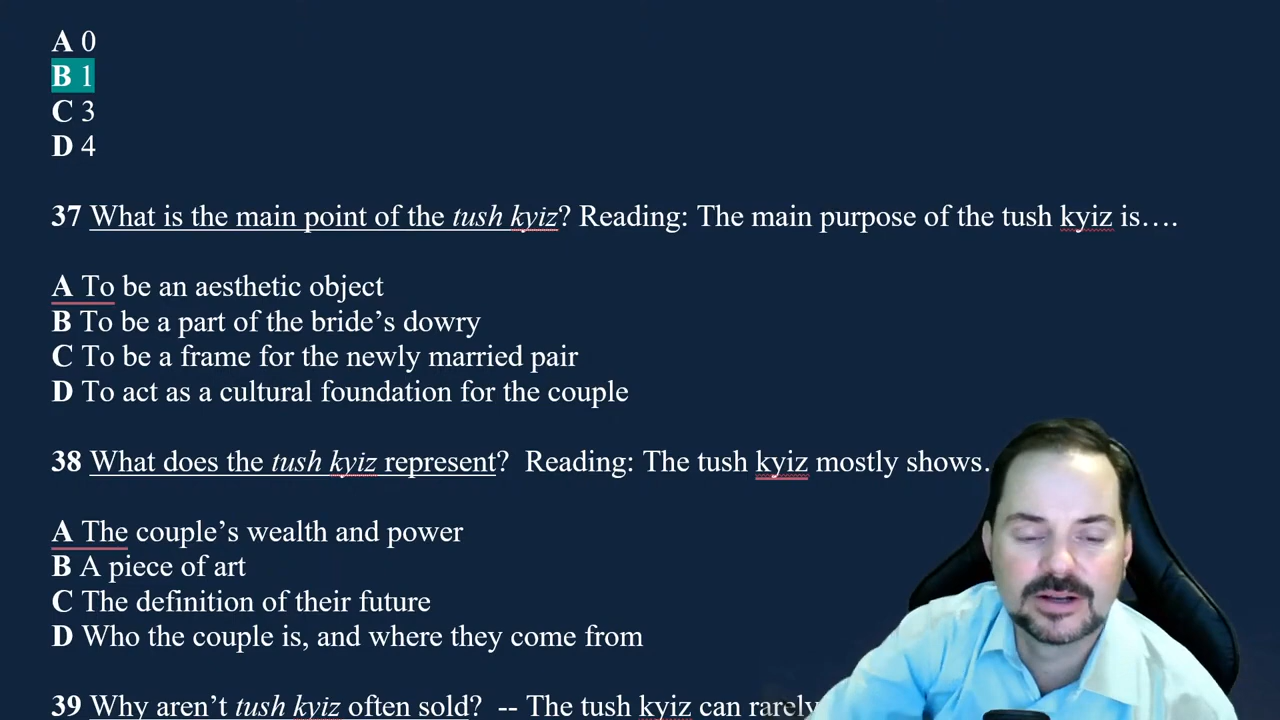 A 0
B 1
C 3
D 4
37 What is the main point of the tush kyiz? Reading: The main purpose of the tush kyiz is….
A To be an aesthetic object
B To be a part of the bride’s dowry
C To be a frame for the newly married pair
D To act as a cultural foundation for the couple
38 What does the tush kyiz represent?  Reading: The tush kyiz mostly shows.
A The couple’s wealth and power
B A piece of art
C The definition of their future
D Who the couple is, and where they come from
39 Why aren’t tush kyiz often sold?  -- The tush kyiz can rarely